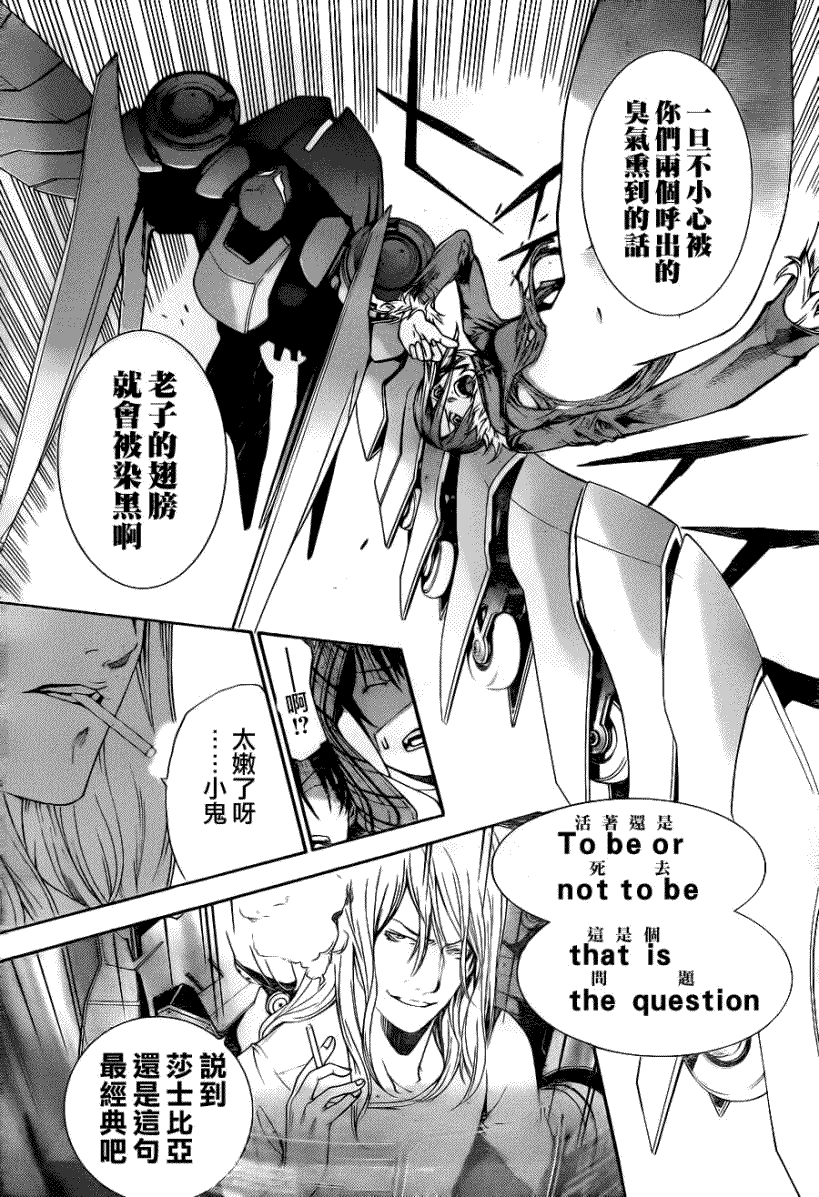 一旦不小心被
你們兩個呼出的
臭氣熏到的話
老子的翅膀
就會被染黑啊
—啊!?
太嫩了呀
……小鬼
活著還是
To be or
死去
not to be
這是個
that is
問題
the question
說到
莎士比亞
還是這句
最經典吧